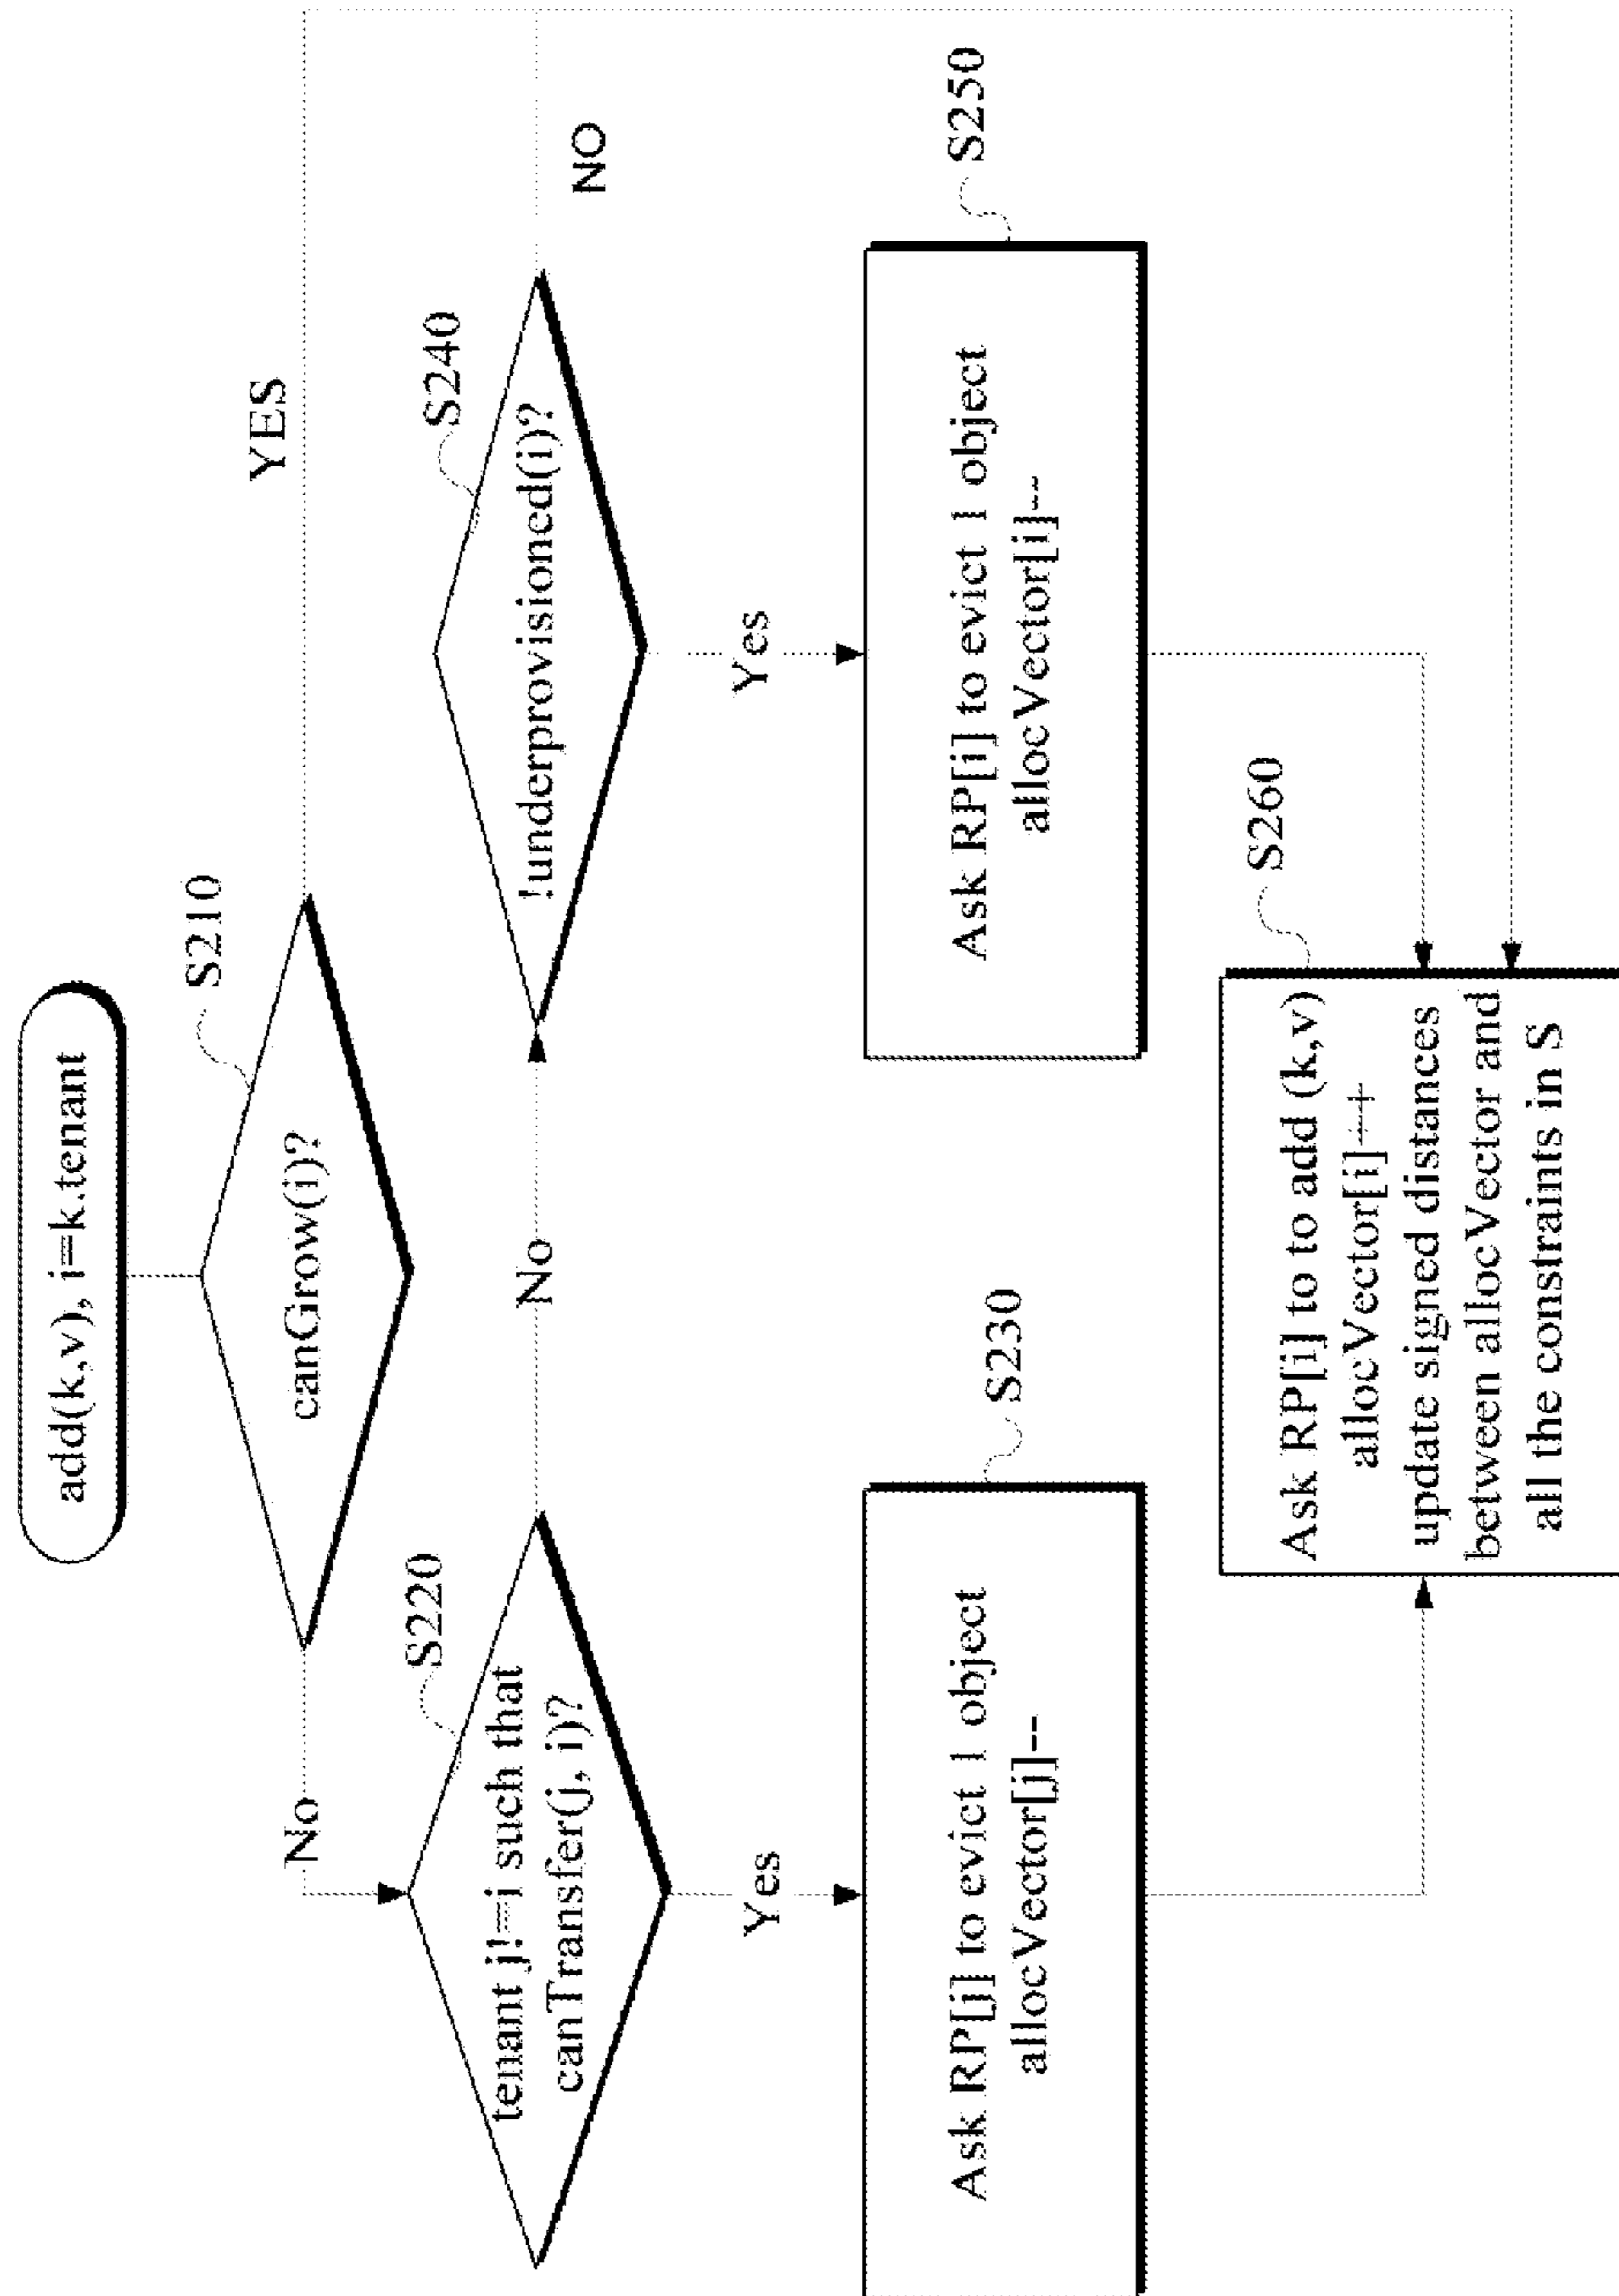 add(k,v), i=k.tenant
S210
canGrow(i)?
YES
No
S220
tenant j!=i such that
canTransfer(j, i)?
No
S240
!underprovisioned(i)?
NO
Yes
Yes
S230
Ask RP[j] to evict 1 object
allocVector[j]--
S250
Ask RP[i] to evict 1 object
allocVector[i]--
S260
Ask RP[i] to to add (k,v)
allocVector[i]++
update signed distances
between allocVector and
all the constraints in S